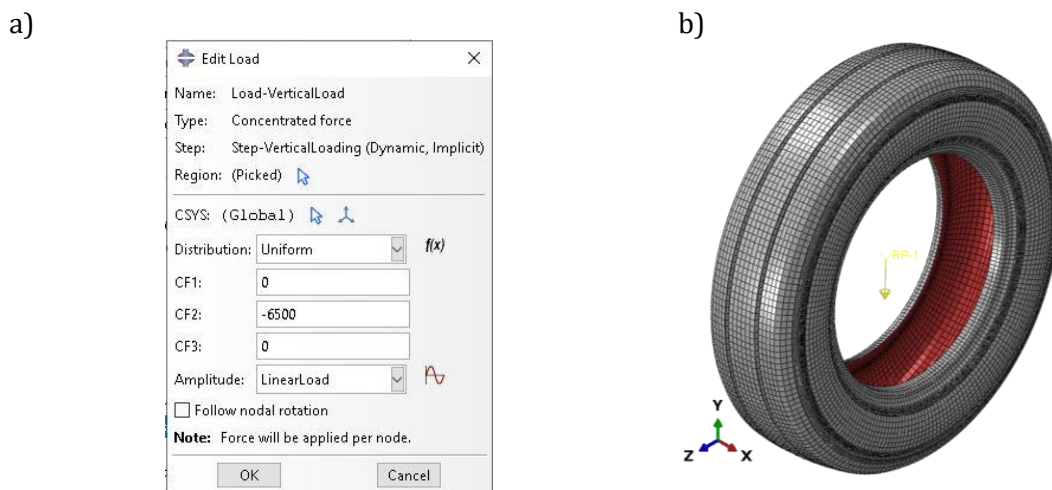 a)
b)
Edit Load
Name: Load-VerticalLoad
Type: Concentrated force
Step: Step-VerticalLoading (Dynamic, Implicit)
Region: (Picked)
CSYS: (Global)
Distribution: Uniform f(x)
CF1: 0
CF2: -6500
CF3: 0
Amplitude: LinearLoad
Follow nodal rotation
Note: Force will be applied per node.
OK Cancel
RP-1
Y
Z X